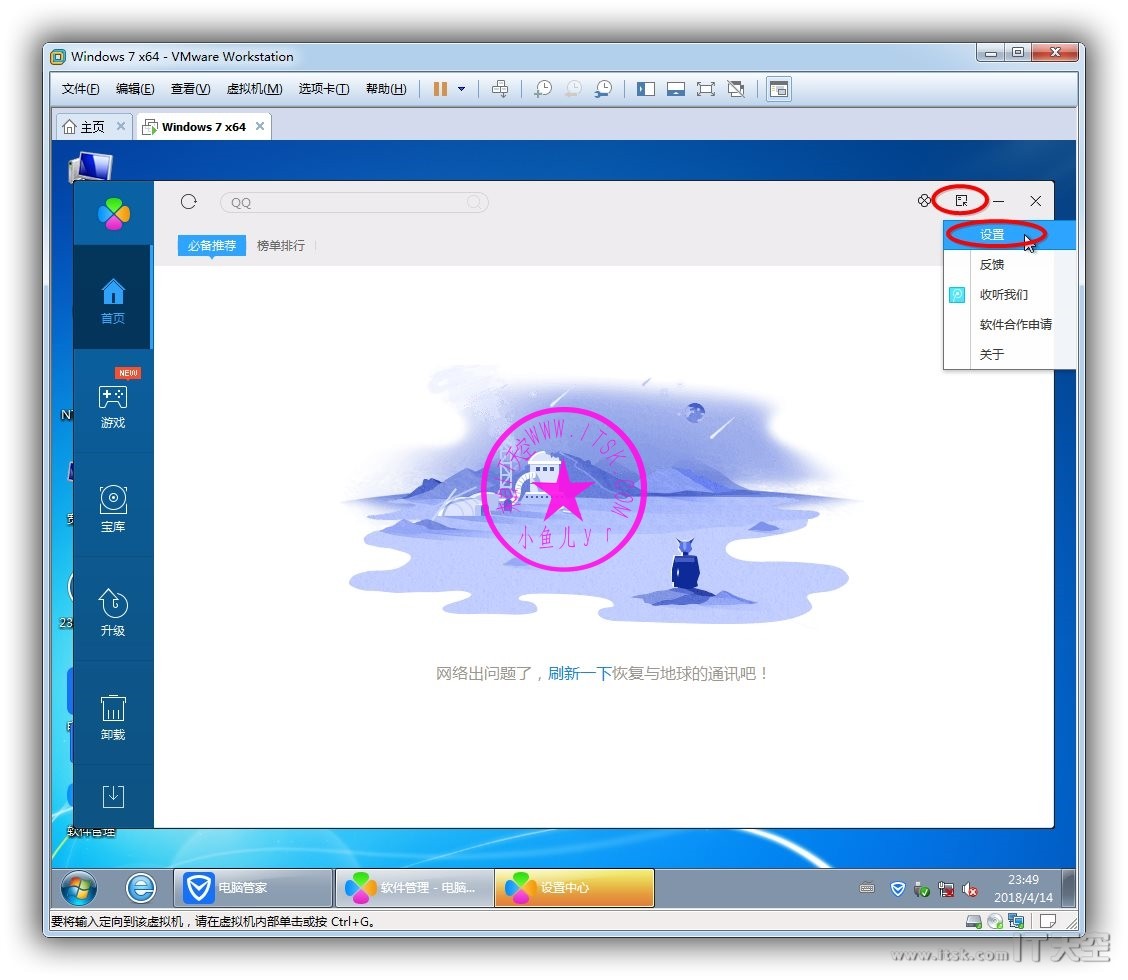 Windows 7 x64 - VMware Workstation
文件(F) 编辑(E) 查看(V) 虚拟机(M) 选项卡(T) 帮助(H)
主页 Windows 7 x64
QQ
必备推荐 榜单排行
设置
反馈
收听我们
软件合作申请
关于
首页
NEW
游戏
宝库
升级
卸载
WWW.ITSK.COM
小鱼儿yr
网络出问题了，刷新一下恢复与地球的通讯吧！
软件管理
电脑管家 软件管理 - 电脑... 设置中心
23:49
2018/4/14
要将输入定向到该虚拟机，请在虚拟机内部单击或按 Ctrl+G。
www.itsk.com IT天空